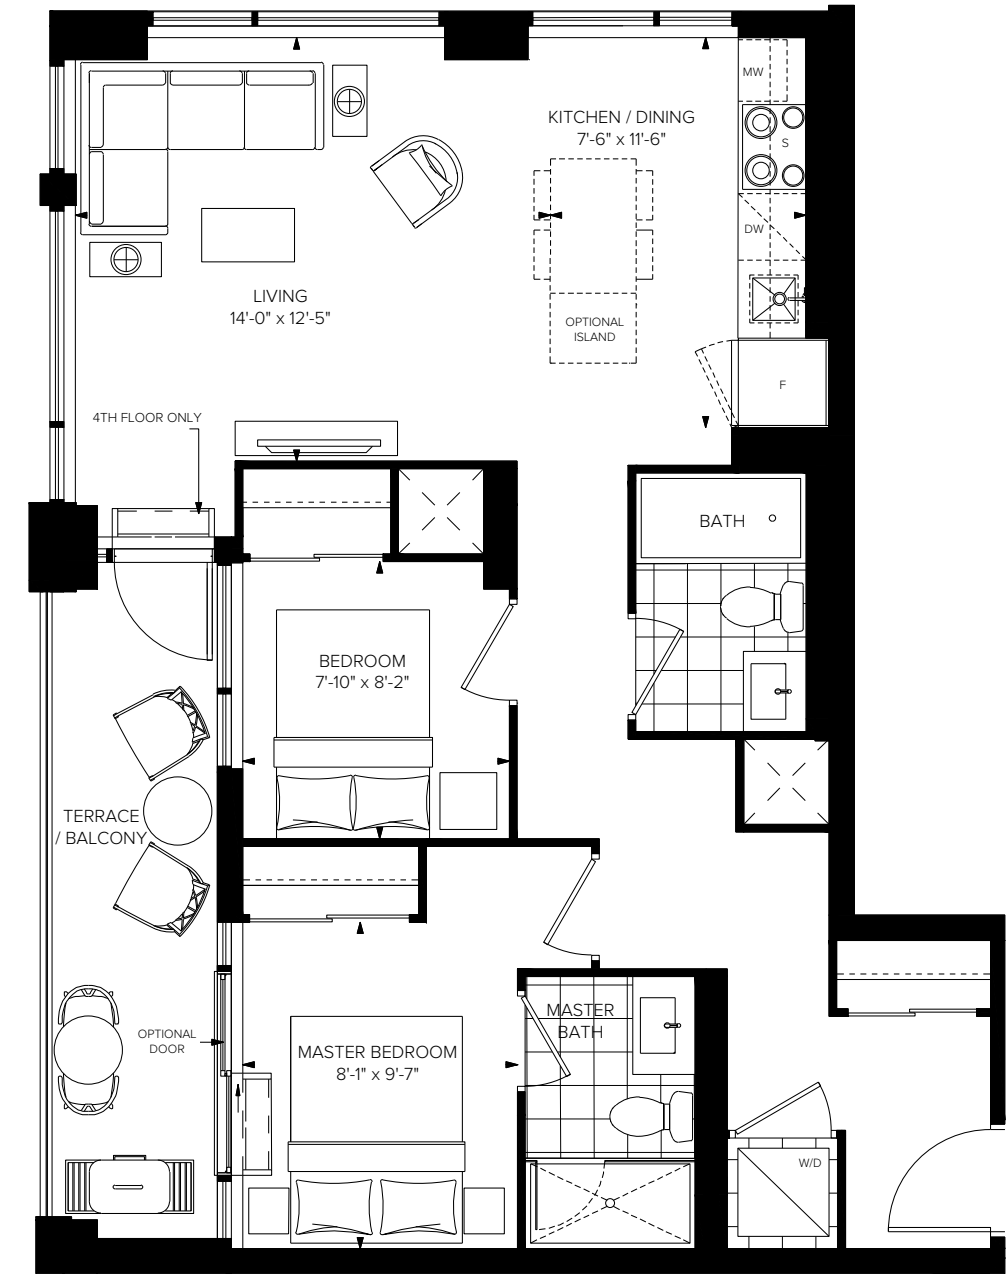 MW
KITCHEN / DINING
7'-6" x 11'-6"
S
DW
LIVING
14'-0" x 12'-5"
OPTIONAL
ISLAND
F
4TH FLOOR ONLY
BATH
BEDROOM
7'-10" x 8'-2"
TERRACE
/ BALCONY
MASTER
BATH
OPTIONAL
DOOR
MASTER BEDROOM
8'-1" x 9'-7"
W/D